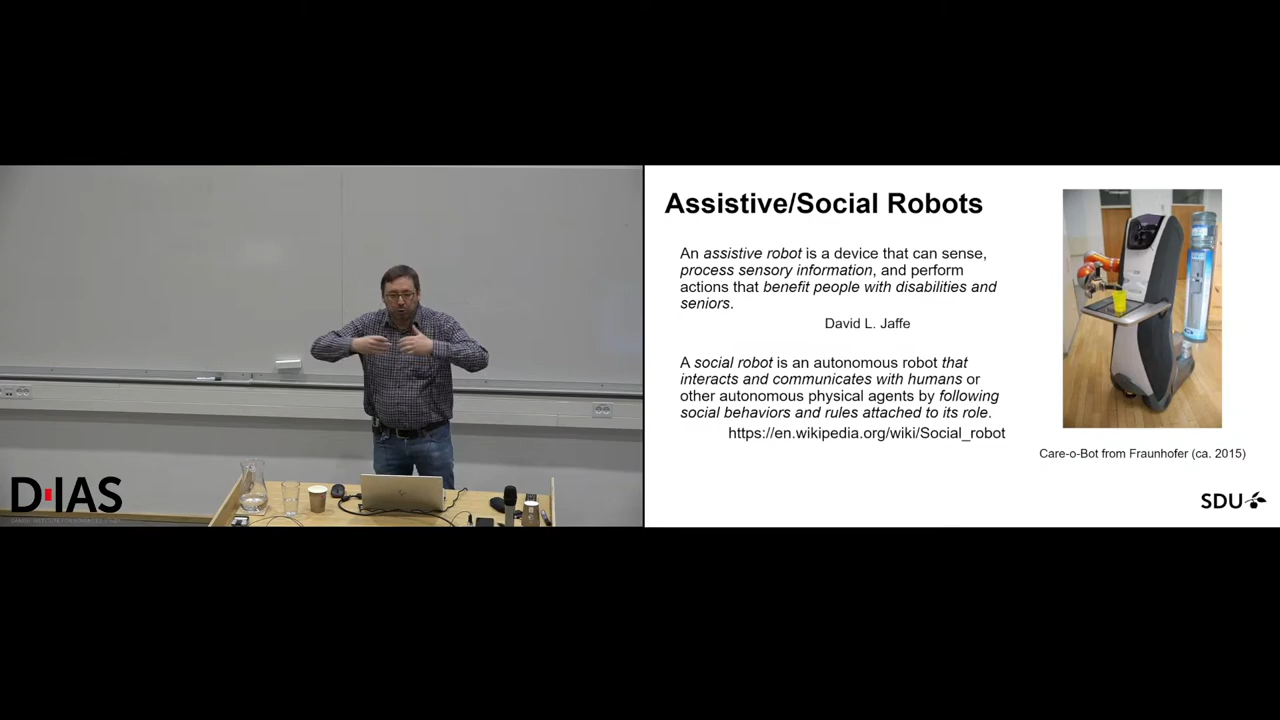 Assistive/Social Robots
An assistive robot is a device that can sense,
process sensory information, and perform
actions that benefit people with disabilities and
seniors.
David L. Jaffe
A social robot is an autonomous robot that
interacts and communicates with humans or
other autonomous physical agents by following
social behaviors and rules attached to its role.
https://en.wikipedia.org/wiki/Social_robot
Care-o-Bot from Fraunhofer (ca. 2015)
SDU
D-IAS